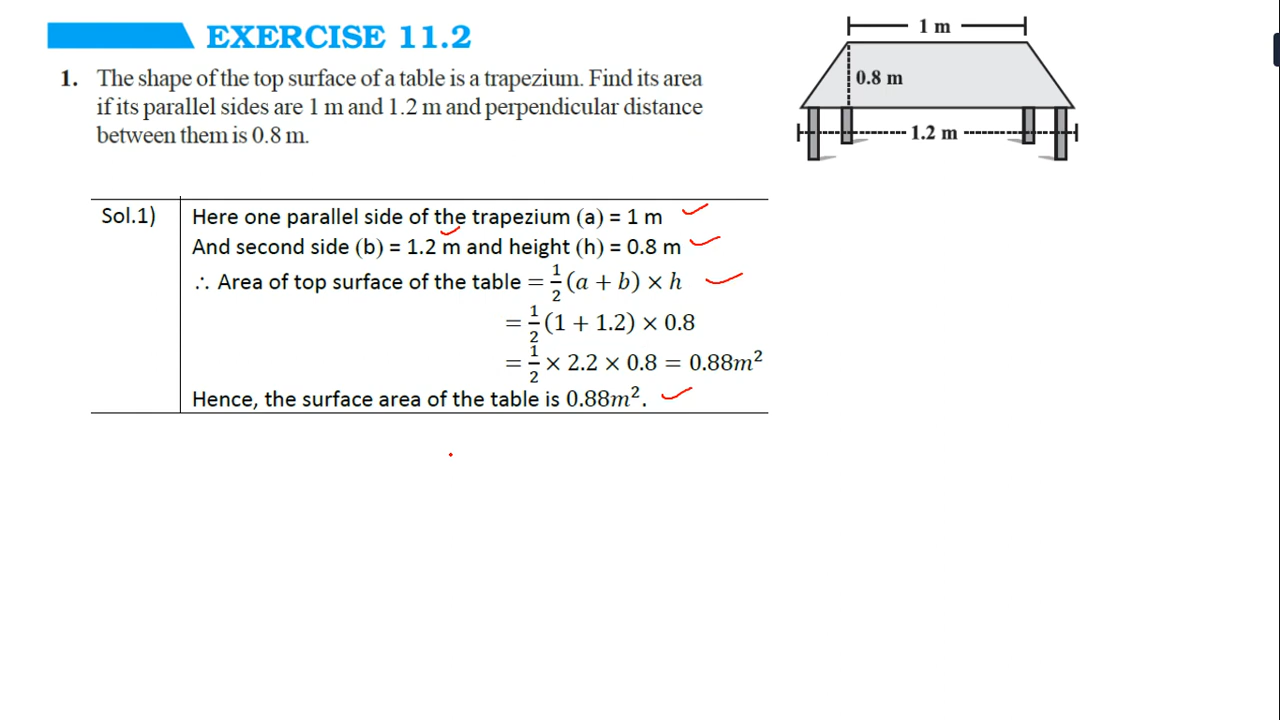 EXERCISE 11.2
1. The shape of the top surface of a table is a trapezium. Find its area
if its parallel sides are 1 m and 1.2 m and perpendicular distance
between them is 0.8 m.
1 m
0.8 m
1.2 m
Sol.1) Here one parallel side of the trapezium (a) = 1 m
And second side (b) = 1.2 m and height (h) = 0.8 m
∴ Area of top surface of the table = 1/2 (a + b) × h
= 1/2 (1 + 1.2) × 0.8
= 1/2 × 2.2 × 0.8 = 0.88m²
Hence, the surface area of the table is 0.88m².